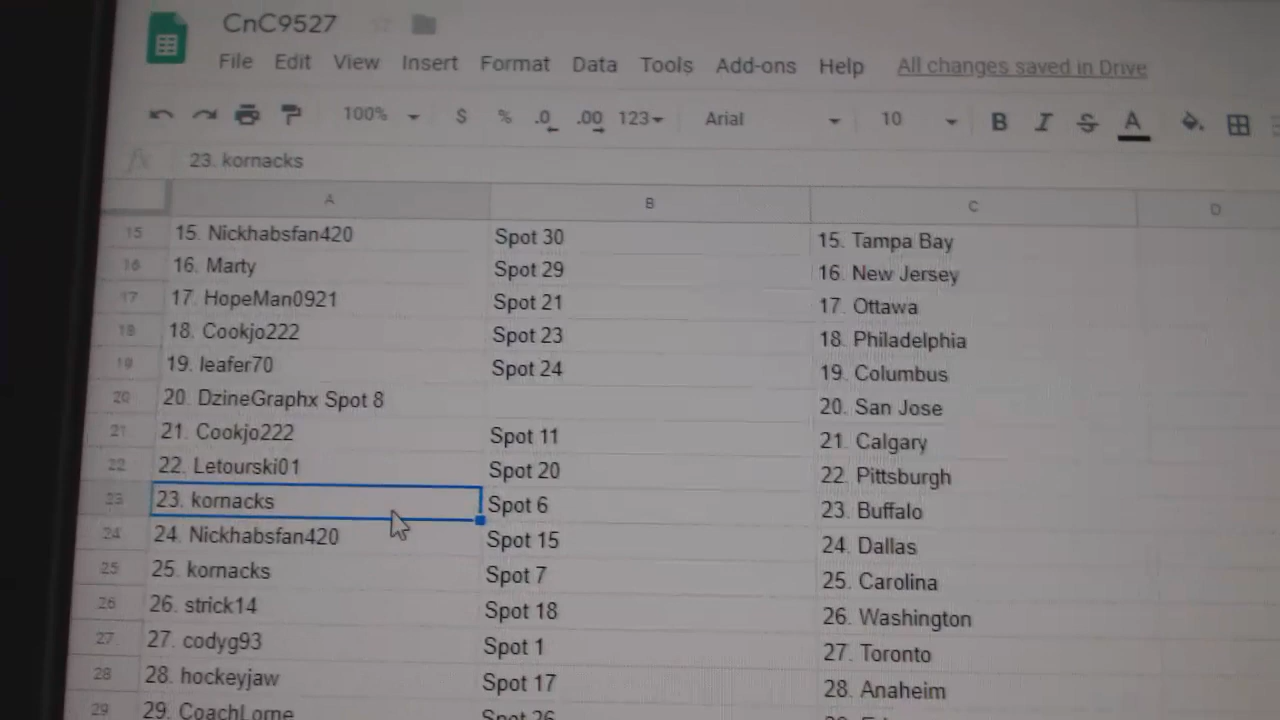 CnC9527
File Edit View Insert Format Data Tools Add-ons Help All changes saved in Drive
100% $ % .0 .00 123 Arial 10 B I S A
fx 23. kornacks
A B C D
15 15. Nickhabsfan420 Spot 30 15. Tampa Bay
16 16. Marty Spot 29 16. New Jersey
17 17. HopeMan0921 Spot 21 17. Ottawa
18 18. Cookjo222 Spot 23 18. Philadelphia
19 19. leafer70 Spot 24 19. Columbus
20 20. DzineGraphx Spot 8 20. San Jose
21 21. Cookjo222 Spot 11 21. Calgary
22 22. Letourski01 Spot 20 22. Pittsburgh
23 23. kornacks Spot 6 23. Buffalo
24 24. Nickhabsfan420 Spot 15 24. Dallas
25 25. kornacks Spot 7 25. Carolina
26 26. strick14 Spot 18 26. Washington
27 27. codyg93 Spot 1 27. Toronto
28 28. hockeyjaw Spot 17 28. Anaheim
29 29. CoachLorne Spot 26